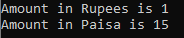 Amount in Rupees is 1
Amount in Paisa is 15